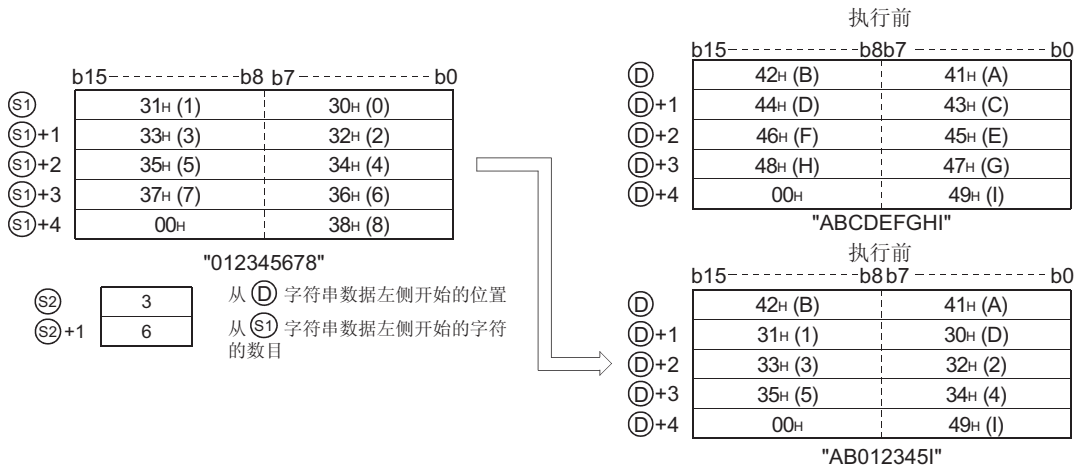 执行前
b15 b8 b7 b0
Ⓓ 42H (B) 41H (A)
Ⓓ+1 44H (D) 43H (C)
Ⓓ+2 46H (F) 45H (E)
Ⓓ+3 48H (H) 47H (G)
Ⓓ+4 00H 49H (I)
"ABCDEFGHI"
b15 b8 b7 b0
S1 31H (1) 30H (0)
S1+1 33H (3) 32H (2)
S1+2 35H (5) 34H (4)
S1+3 37H (7) 36H (6)
S1+4 00H 38H (8)
"012345678"
S2 3 从 Ⓓ 字符串数据左侧开始的位置
S2+1 6 从 S1 字符串数据左侧开始的字符
的数目
执行前
b15 b8 b7 b0
Ⓓ 42H (B) 41H (A)
Ⓓ+1 31H (1) 30H (D)
Ⓓ+2 33H (3) 32H (2)
Ⓓ+3 35H (5) 34H (4)
Ⓓ+4 00H 49H (I)
"AB012345I"